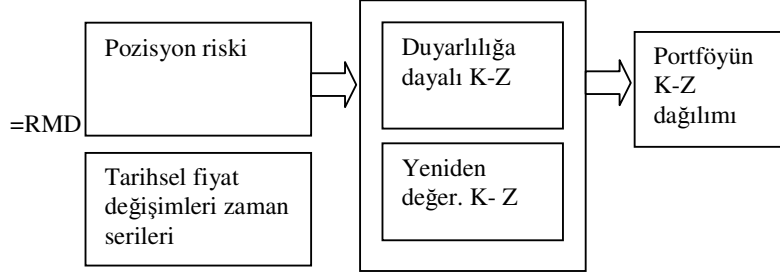 Pozisyon riski
=RMD
Tarihsel fiyat
değişimleri zaman
serileri
Duyarlılığa
dayalı K-Z
Yeniden
değer. K- Z
Portföyün
K-Z
dağılımı